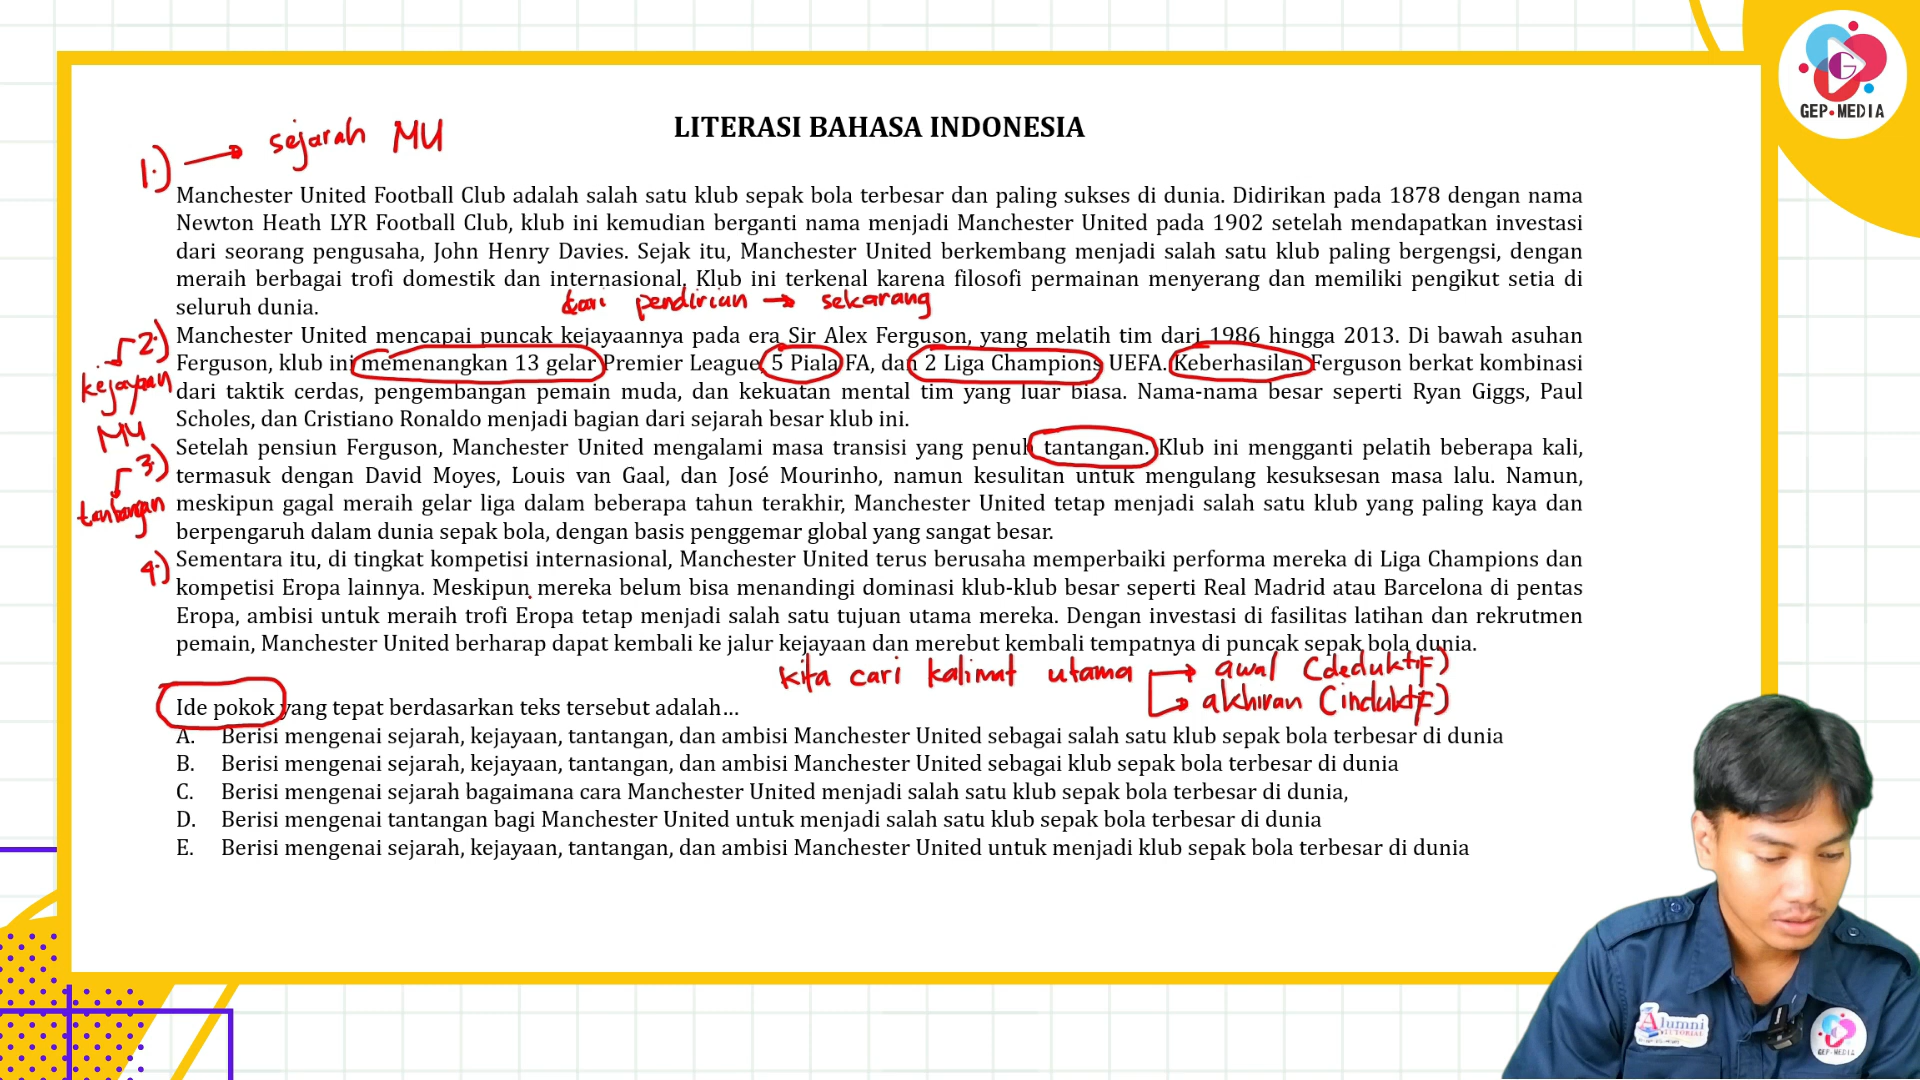 GEP•MEDIA
LITERASI BAHASA INDONESIA
1.) → sejarah MU
Manchester United Football Club adalah salah satu klub sepak bola terbesar dan paling sukses di dunia. Didirikan pada 1878 dengan nama
Newton Heath LYR Football Club, klub ini kemudian berganti nama menjadi Manchester United pada 1902 setelah mendapatkan investasi
dari seorang pengusaha, John Henry Davies. Sejak itu, Manchester United berkembang menjadi salah satu klub paling bergengsi, dengan
meraih berbagai trofi domestik dan internasional. Klub ini terkenal karena filosofi permainan menyerang dan memiliki pengikut setia di
seluruh dunia.
dari pendirian → sekarang
2.)
kejayaan
MU
Manchester United mencapai puncak kejayaannya pada era Sir Alex Ferguson, yang melatih tim dari 1986 hingga 2013. Di bawah asuhan
Ferguson, klub ini memenangkan 13 gelar Premier League, 5 Piala FA, dan 2 Liga Champions UEFA. Keberhasilan Ferguson berkat kombinasi
dari taktik cerdas, pengembangan pemain muda, dan kekuatan mental tim yang luar biasa. Nama-nama besar seperti Ryan Giggs, Paul
Scholes, dan Cristiano Ronaldo menjadi bagian dari sejarah besar klub ini.
3.)
tantangan
Setelah pensiun Ferguson, Manchester United mengalami masa transisi yang penuh tantangan. Klub ini mengganti pelatih beberapa kali,
termasuk dengan David Moyes, Louis van Gaal, dan José Mourinho, namun kesulitan untuk mengulang kesuksesan masa lalu. Namun,
meskipun gagal meraih gelar liga dalam beberapa tahun terakhir, Manchester United tetap menjadi salah satu klub yang paling kaya dan
berpengaruh dalam dunia sepak bola, dengan basis penggemar global yang sangat besar.
4.)
Sementara itu, di tingkat kompetisi internasional, Manchester United terus berusaha memperbaiki performa mereka di Liga Champions dan
kompetisi Eropa lainnya. Meskipun mereka belum bisa menandingi dominasi klub-klub besar seperti Real Madrid atau Barcelona di pentas
Eropa, ambisi untuk meraih trofi Eropa tetap menjadi salah satu tujuan utama mereka. Dengan investasi di fasilitas latihan dan rekrutmen
pemain, Manchester United berharap dapat kembali ke jalur kejayaan dan merebut kembali tempatnya di puncak sepak bola dunia.
kita cari kalimat utama → awal (deduktif)
→ akhiran (induktif)
Ide pokok yang tepat berdasarkan teks tersebut adalah...
A. Berisi mengenai sejarah, kejayaan, tantangan, dan ambisi Manchester United sebagai salah satu klub sepak bola terbesar di dunia
B. Berisi mengenai sejarah, kejayaan, tantangan, dan ambisi Manchester United sebagai klub sepak bola terbesar di dunia
C. Berisi mengenai sejarah bagaimana cara Manchester United menjadi salah satu klub sepak bola terbesar di dunia,
D. Berisi mengenai tantangan bagi Manchester United untuk menjadi salah satu klub sepak bola terbesar di dunia
E. Berisi mengenai sejarah, kejayaan, tantangan, dan ambisi Manchester United untuk menjadi klub sepak bola terbesar di dunia
Alumni
GEP•MEDIA